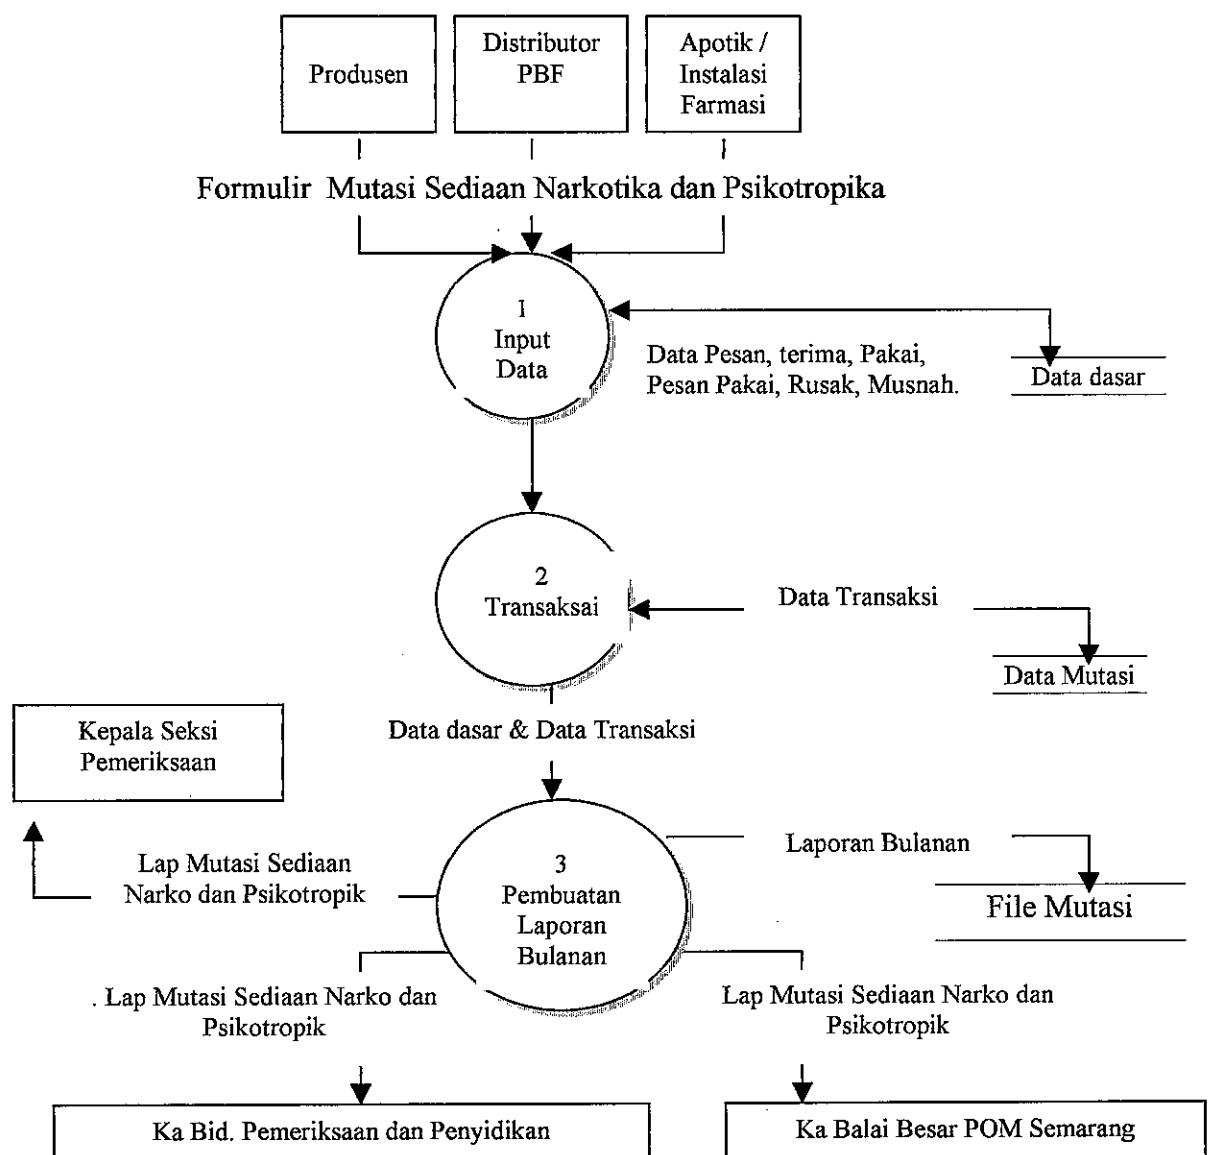 Produsen
Distributor
PBF
Apotik /
Instalasi
Farmasi
Formulir Mutasi Sediaan Narkotika dan Psikotropika
1
Input
Data
Data Pesan, terima, Pakai,
Pesan Pakai, Rusak, Musnah.
Data dasar
2
Transaksai
Data Transaksi
Data Mutasi
Kepala Seksi
Pemeriksaan
Data dasar & Data Transaksi
3
Pembuatan
Laporan
Bulanan
Laporan Bulanan
File Mutasi
Lap Mutasi Sediaan
Narko dan Psikotropik
. Lap Mutasi Sediaan Narko dan
Psikotropik
Lap Mutasi Sediaan Narko dan
Psikotropik
Ka Bid. Pemeriksaan dan Penyidikan
Ka Balai Besar POM Semarang